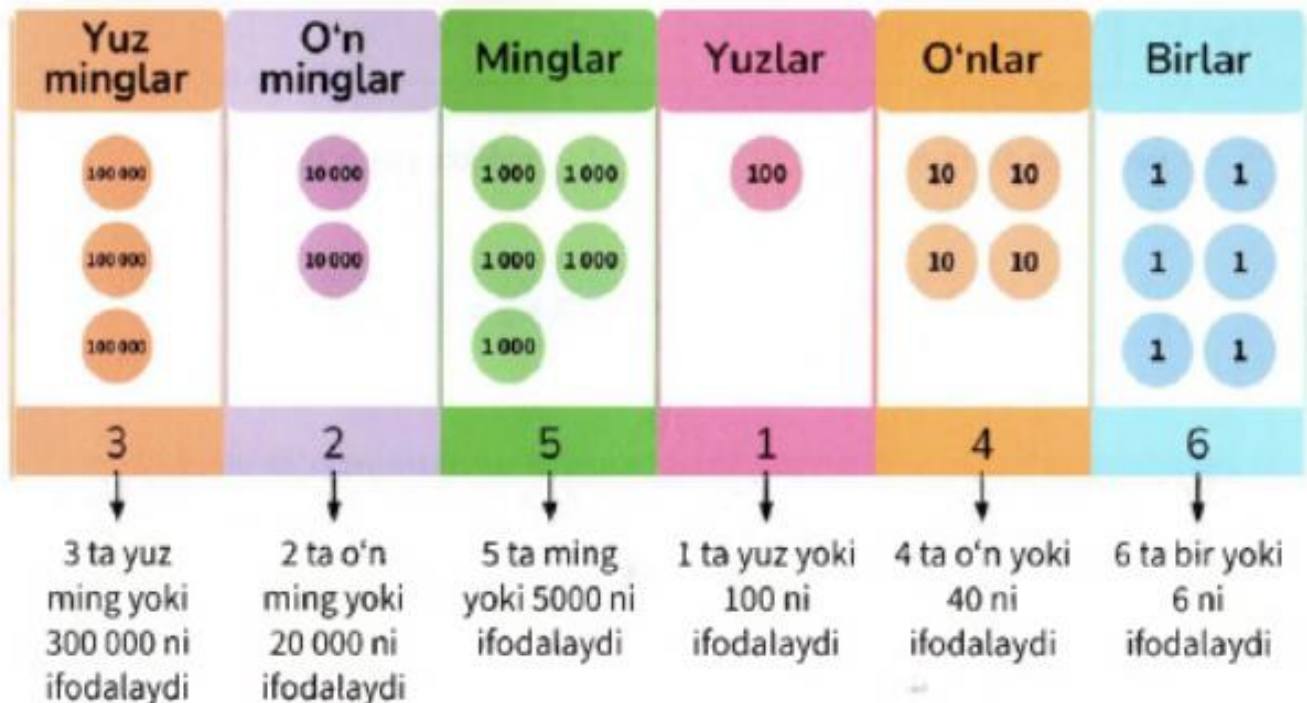 Yuz minglar
O‘n minglar
Minglar
Yuzlar
O‘nlar
Birlar
100 000
100 000
100 000
10 000
10 000
1 000 1 000
1 000 1 000
1 000
100
10 10
10 10
1 1
1 1
1 1
3
2
5
1
4
6
3 ta yuz
ming yoki
300 000 ni
ifodalaydi
2 ta o‘n
ming yoki
20 000 ni
ifodalaydi
5 ta ming
yoki 5000 ni
ifodalaydi
1 ta yuz yoki
100 ni
ifodalaydi
4 ta o‘n yoki
40 ni
ifodalaydi
6 ta bir yoki
6 ni
ifodalaydi